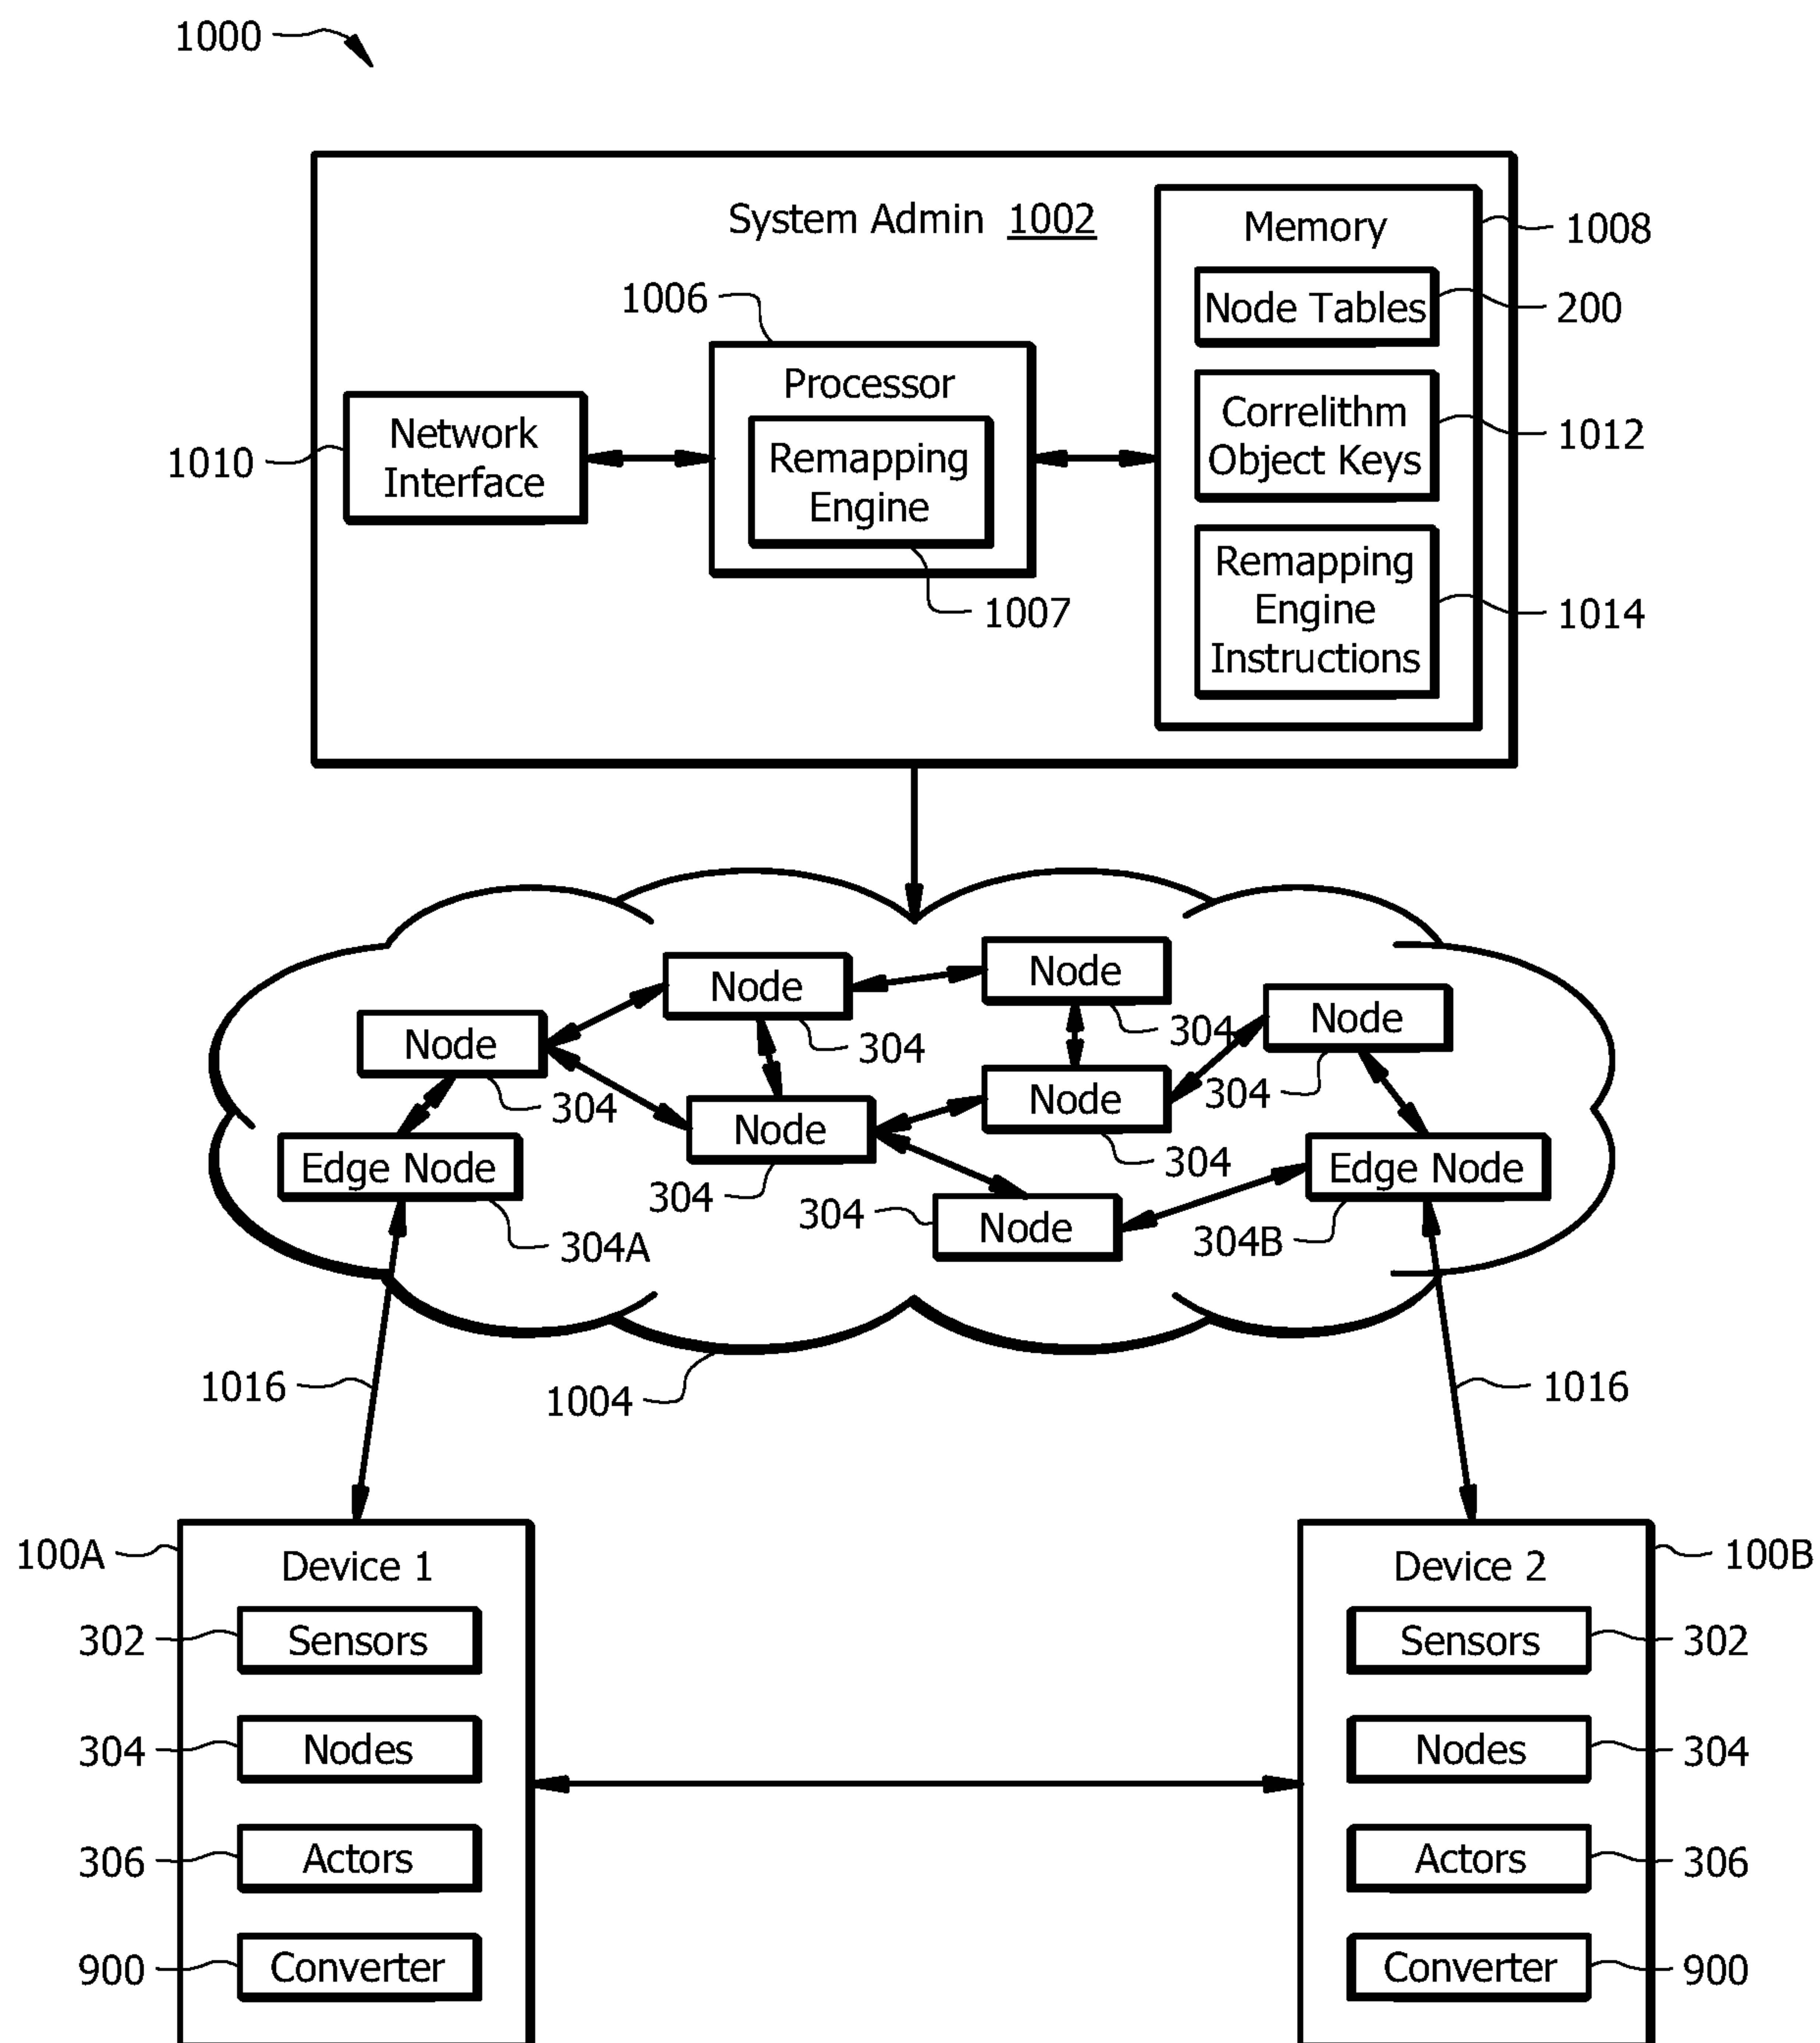 1000
System Admin 1002
Memory
1008
Node Tables
200
1006
Processor
Correlithm
Object Keys
1012
Network
Interface
1010
Remapping
Engine
1007
Remapping
Engine
Instructions
1014
Node
304
Node
304
Node
304
Node
304
Node
304
Node
304
Edge Node
304A
Node
304
Edge Node
304B
1016
1004
1016
100A
Device 1
302
Sensors
304
Nodes
306
Actors
900
Converter
Device 2
100B
Sensors
302
Nodes
304
Actors
306
Converter
900